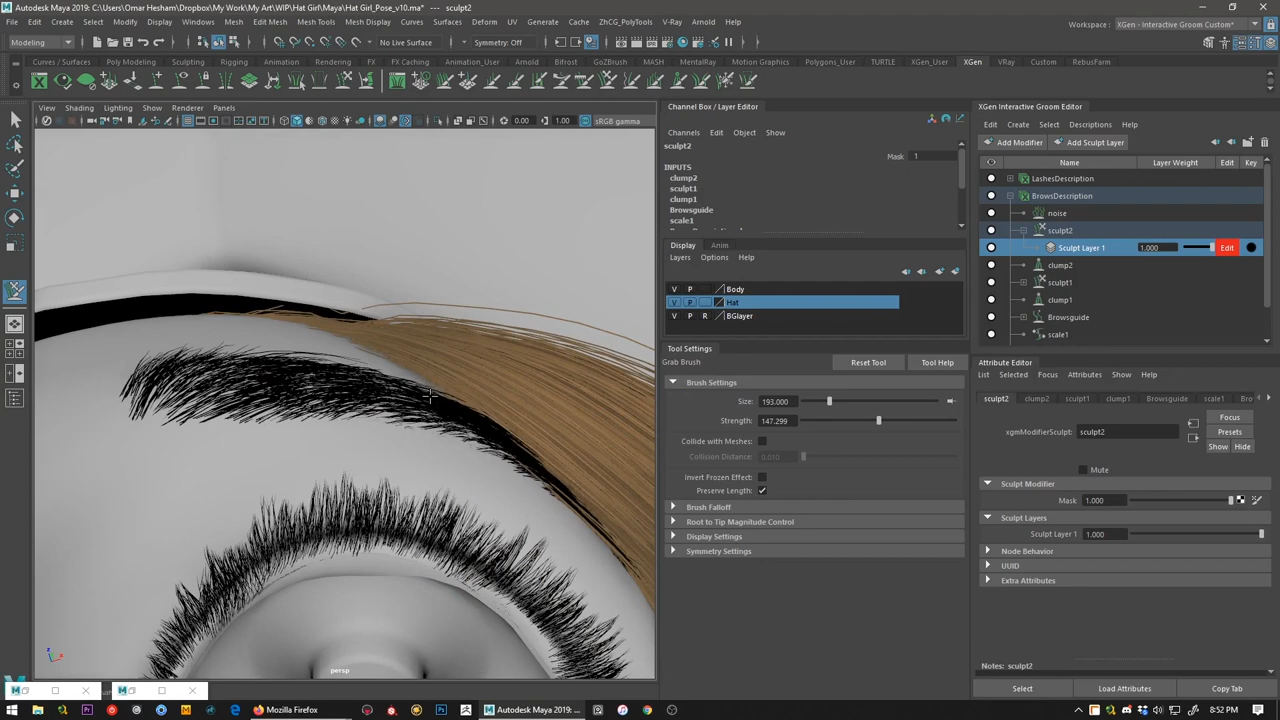 Autodesk Maya 2019: C:\Users\Omar Hesham\Dropbox\My Work\My Art\WIP\Hat Girl\Maya\Hat Girl_Pose_v10.ma* --- sculpt2
File Edit Create Select Modify Display Windows Mesh Edit Mesh Mesh Tools Mesh Display Curves Surfaces Deform UV Generate Cache ZhCG_PolyTools V-Ray Arnold Help
Workspace : XGen - Interactive Groom Custom*
Modeling No Live Surface Symmetry: Off
Curves / Surfaces Poly Modeling Sculpting Rigging Animation Rendering FX FX Caching Animation_User Arnold Bifrost GoZBrush MASH MentalRay Motion Graphics Polygons_User TURTLE XGen_User XGen VRay Custom RebusFarm
View Shading Lighting Show Renderer Panels
0.00 1.00 sRGB gamma
persp
Channel Box / Layer Editor
Channels Edit Object Show
sculpt2
Mask 1
INPUTS
clump2
sculpt1
clump1
Browsguide
scale1
Display Anim
Layers Options Help
V P Body
V P Hat
V P R BGlayer
Tool Settings
Grab Brush Reset Tool Tool Help
Brush Settings
Size: 193.000
Strength: 147.299
Collide with Meshes:
Collision Distance: 0.010
Invert Frozen Effect:
Preserve Length:
Brush Falloff
Root to Tip Magnitude Control
Display Settings
Symmetry Settings
XGen Interactive Groom Editor
Edit Create Select Descriptions Help
Add Modifier Add Sculpt Layer
Name Layer Weight Edit Key
LashesDescription
BrowsDescription
noise
sculpt2
Sculpt Layer 1 1.000 Edit
clump2
sculpt1
clump1
Browsguide
scale1
Attribute Editor
List Selected Focus Attributes Show Help
sculpt2 clump2 sculpt1 clump1 Browsguide scale1 Bro
Focus
xgmModifierSculpt: sculpt2 Presets
Show Hide
Mute
Sculpt Modifier
Mask 1.000
Sculpt Layers
Sculpt Layer 1 1.000
Node Behavior
UUID
Extra Attributes
Notes: sculpt2
Select Load Attributes Copy Tab
Mozilla Firefox Autodesk Maya 2019: ... 8:52 PM